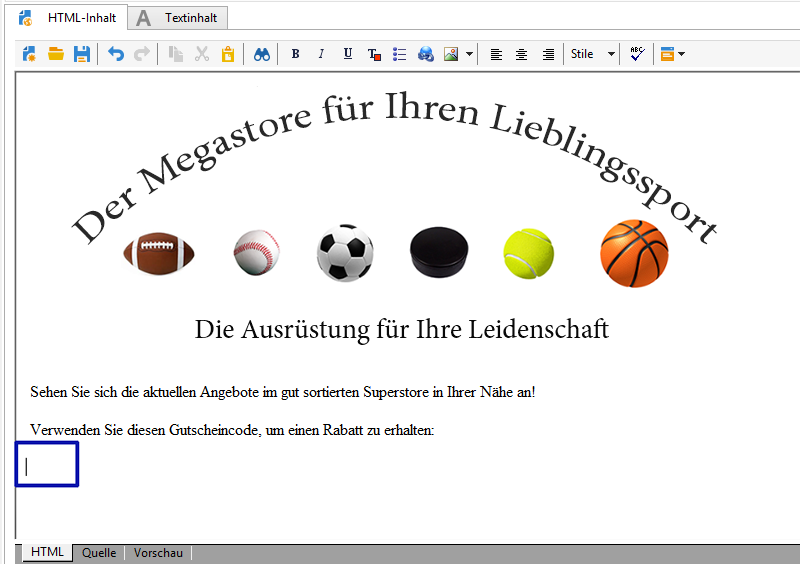 HTML-Inhalt
A Textinhalt
B I U T Stile ABC
Der Megastore für Ihren Lieblingssport
Die Ausrüstung für Ihre Leidenschaft
Sehen Sie sich die aktuellen Angebote im gut sortierten Superstore in Ihrer Nähe an!
Verwenden Sie diesen Gutscheincode, um einen Rabatt zu erhalten:
HTML Quelle Vorschau